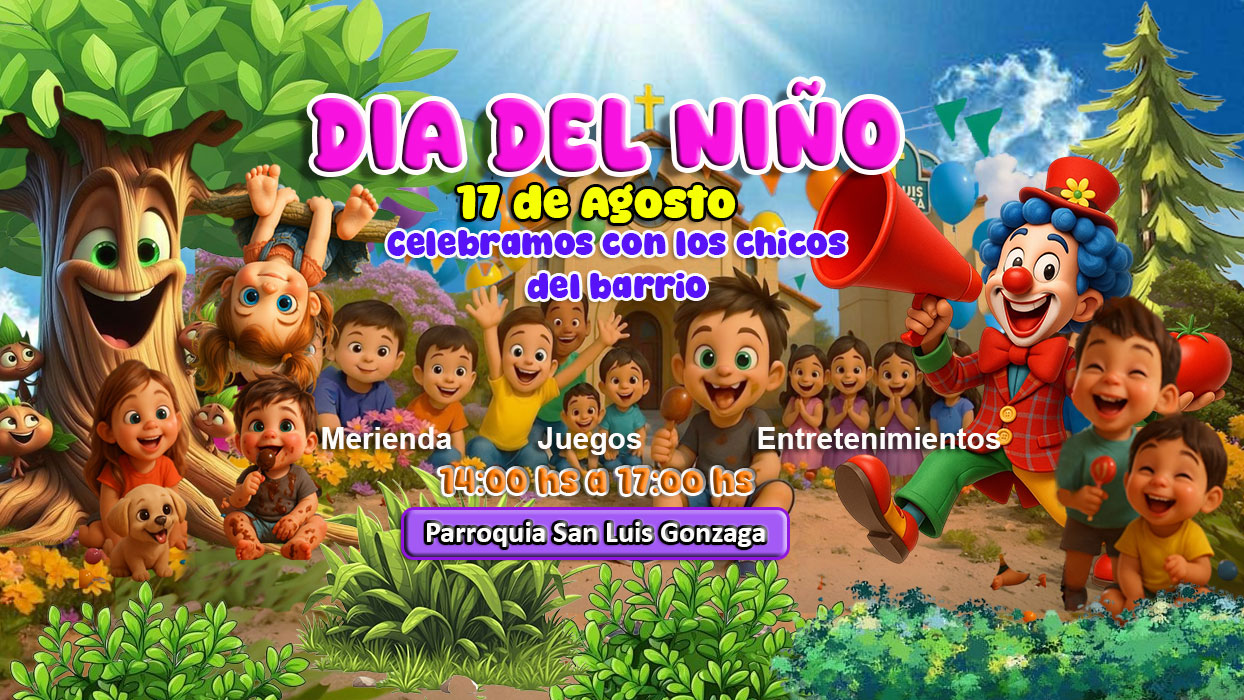 DIA DEL NIÑO
17 de Agosto
Celebramos con los chicos
del barrio
Merienda Juegos Entretenimientos
14:00 hs a 17:00 hs
Parroquia San Luis Gonzaga